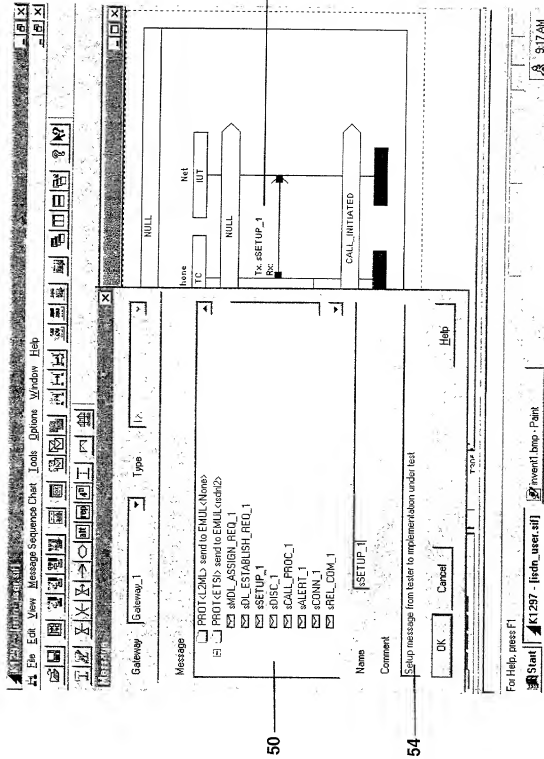 File Edit View Message Sequence Chart Tools Options Window Help
Gateway Gateway_1 Type
Message
PROT<L2ML> send to EMUL<None>
PROT<ETSI> send to EMUL<isdnl2>
sMDL_ASSIGN_REQ_1
sDL_ESTABLISH_REQ_1
sSETUP_1
sDISC_1
sCALL_PROC_1
sALERT_1
sCONN_1
sREL_COM_1
Name sSETUP_1
Comment
Setup message from tester to implementation under test
OK Cancel Help
NULL
hone
TC
Net
IUT
NULL
Tx: sSETUP_1
Rx:
CALL_INITIATED
50
54
For Help, press F1
Start K1297 - [isdn_user.sif] invent1.bmp - Paint 9:17 AM